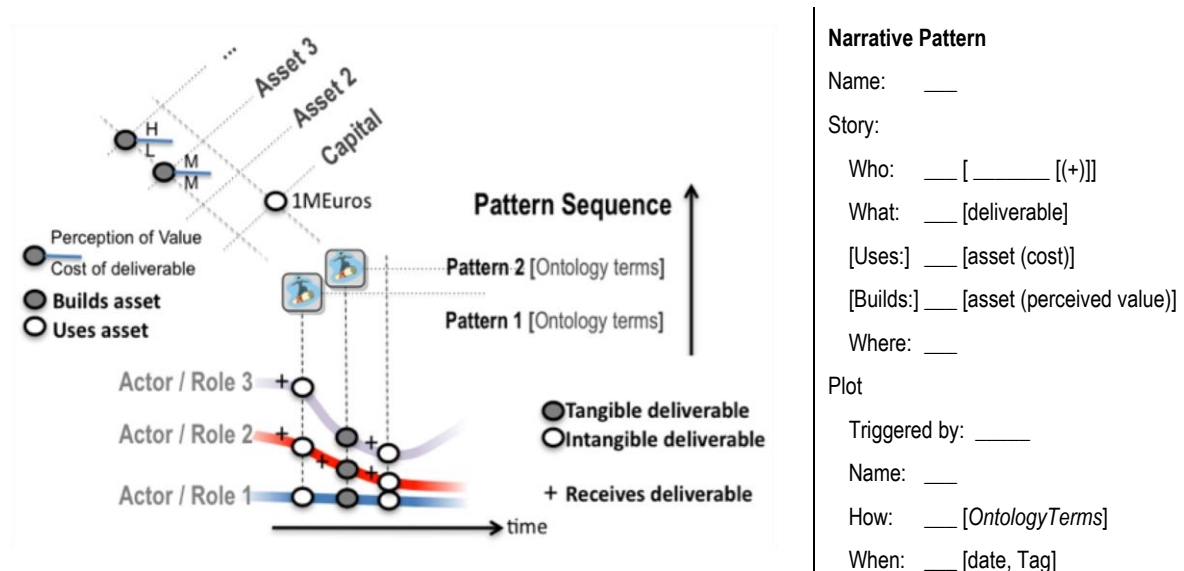 ...
Asset 3
Asset 2
Capital
H
L
M
M
1MEuros
Perception of Value
Cost of deliverable
Builds asset
Uses asset
Pattern Sequence
Pattern 2 [Ontology terms]
Pattern 1 [Ontology terms]
Actor / Role 3 +
Actor / Role 2 +
+
+
+
Actor / Role 1
Tangible deliverable
Intangible deliverable
+ Receives deliverable
time
Narrative Pattern
Name: ___
Story:
Who: ___ [ _______ [(+)]]
What: ___ [deliverable]
[Uses:] ___ [asset (cost)]
[Builds:] ___ [asset (perceived value)]
Where: ___
Plot
Triggered by: _____
Name: ___
How: ___ [OntologyTerms]
When: ___ [date, Tag]